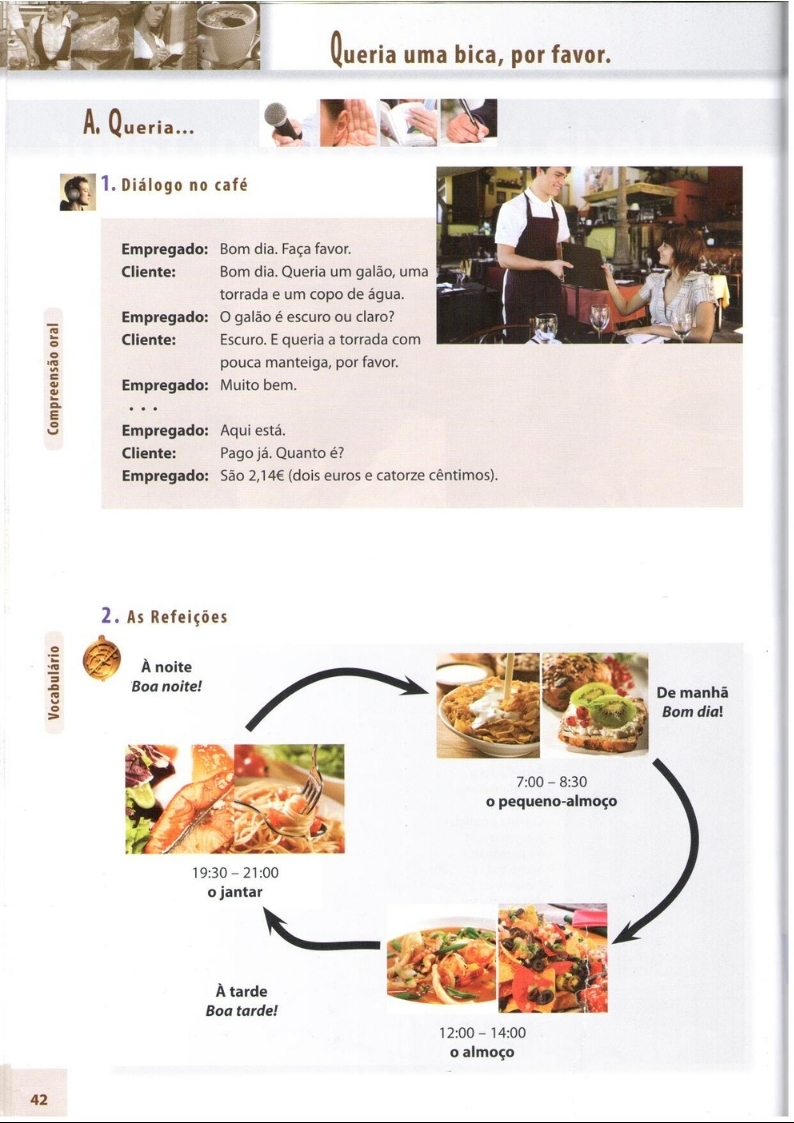 Queria uma bica, por favor.
A. Queria...
1. Diálogo no café
Empregado: Bom dia. Faça favor.
Cliente: Bom dia. Queria um galão, uma
torrada e um copo de água.
Empregado: O galão é escuro ou claro?
Cliente: Escuro. E queria a torrada com
pouca manteiga, por favor.
Empregado: Muito bem.
...
Empregado: Aqui está.
Cliente: Pago já. Quanto é?
Empregado: São 2,14€ (dois euros e catorze cêntimos).
Compreensão oral
2. As Refeições
Vocabulário
À noite
Boa noite!
De manhã
Bom dia!
7:00 – 8:30
o pequeno-almoço
19:30 – 21:00
o jantar
À tarde
Boa tarde!
12:00 – 14:00
o almoço
42